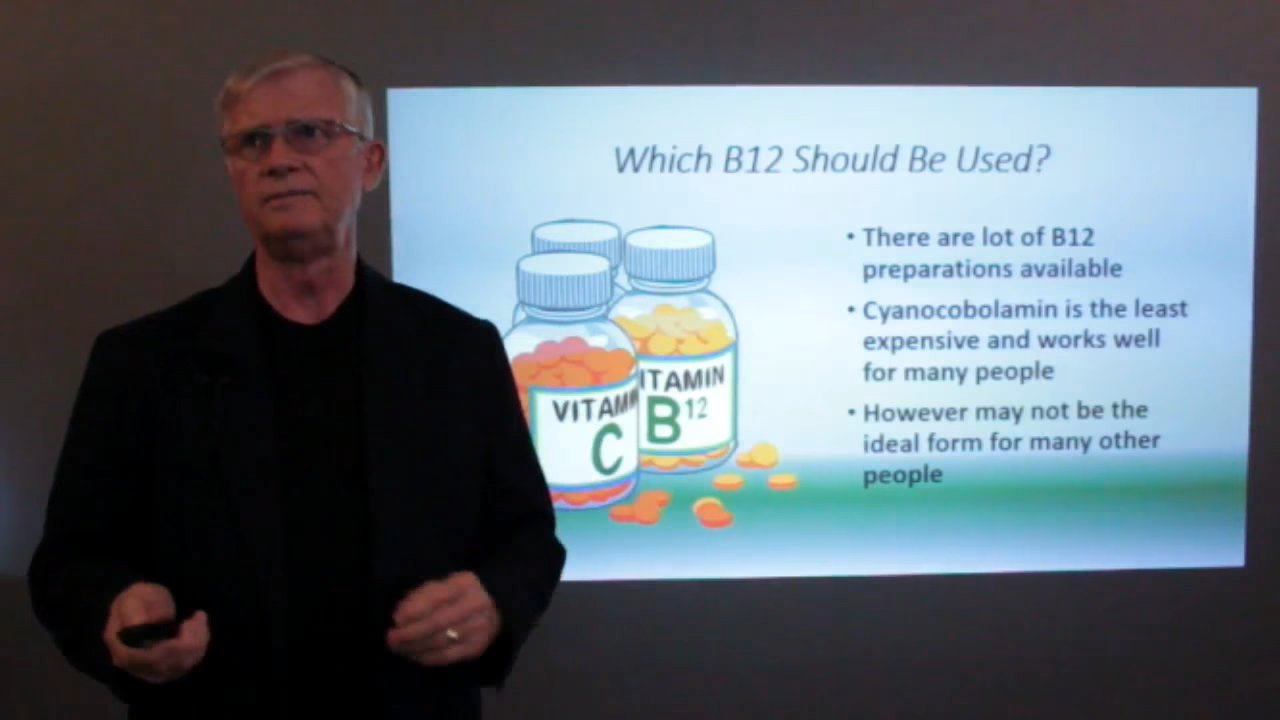 Which B12 Should Be Used?
• There are lot of B12
preparations available
• Cyanocobolamin is the least
expensive and works well
for many people
• However may not be the
ideal form for many other
people
ITAMIN
B12
VITAM
C